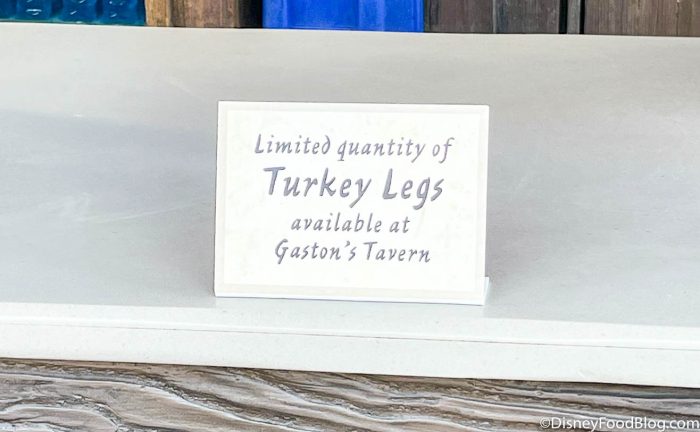 Limited quantity of
Turkey Legs
available at
Gaston's Tavern
©DisneyFoodBlog.com